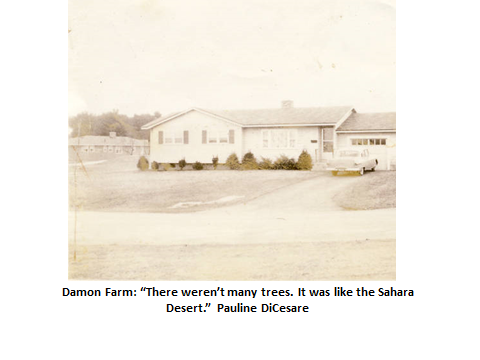 Damon Farm: “There weren’t many trees. It was like the Sahara
Desert.”  Pauline DiCesare